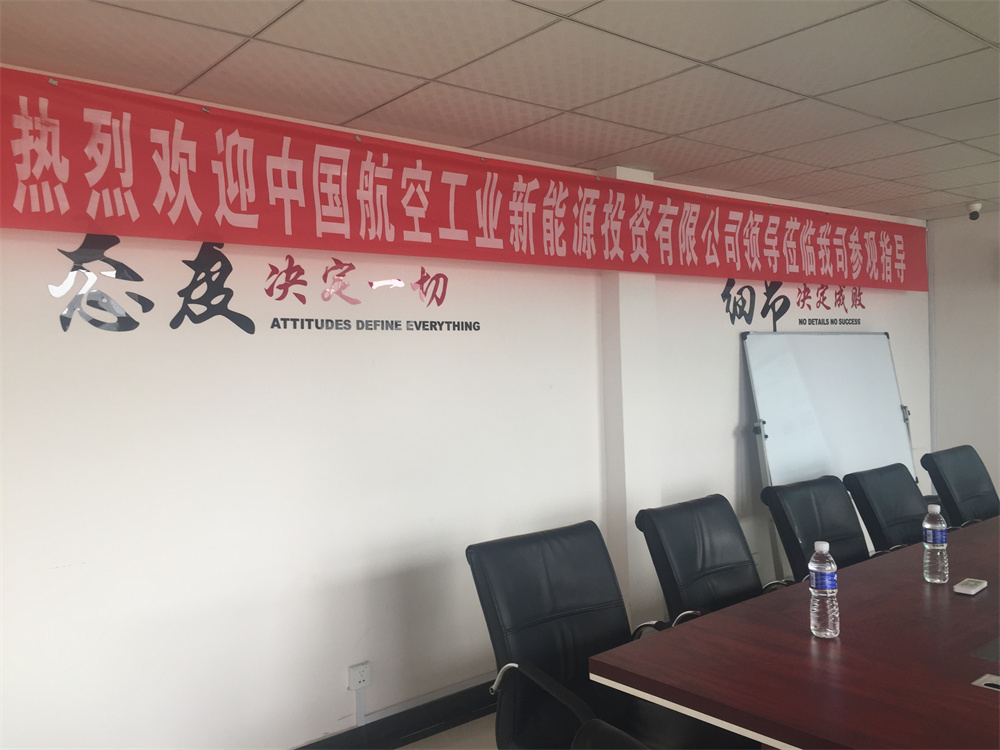 热烈欢迎中国航空工业新能源投资有限公司领导莅临我司参观指导
态度决定一切
ATTITUDES DEFINE EVERYTHING
细节决定成败
NO DETAILS NO SUCCESS